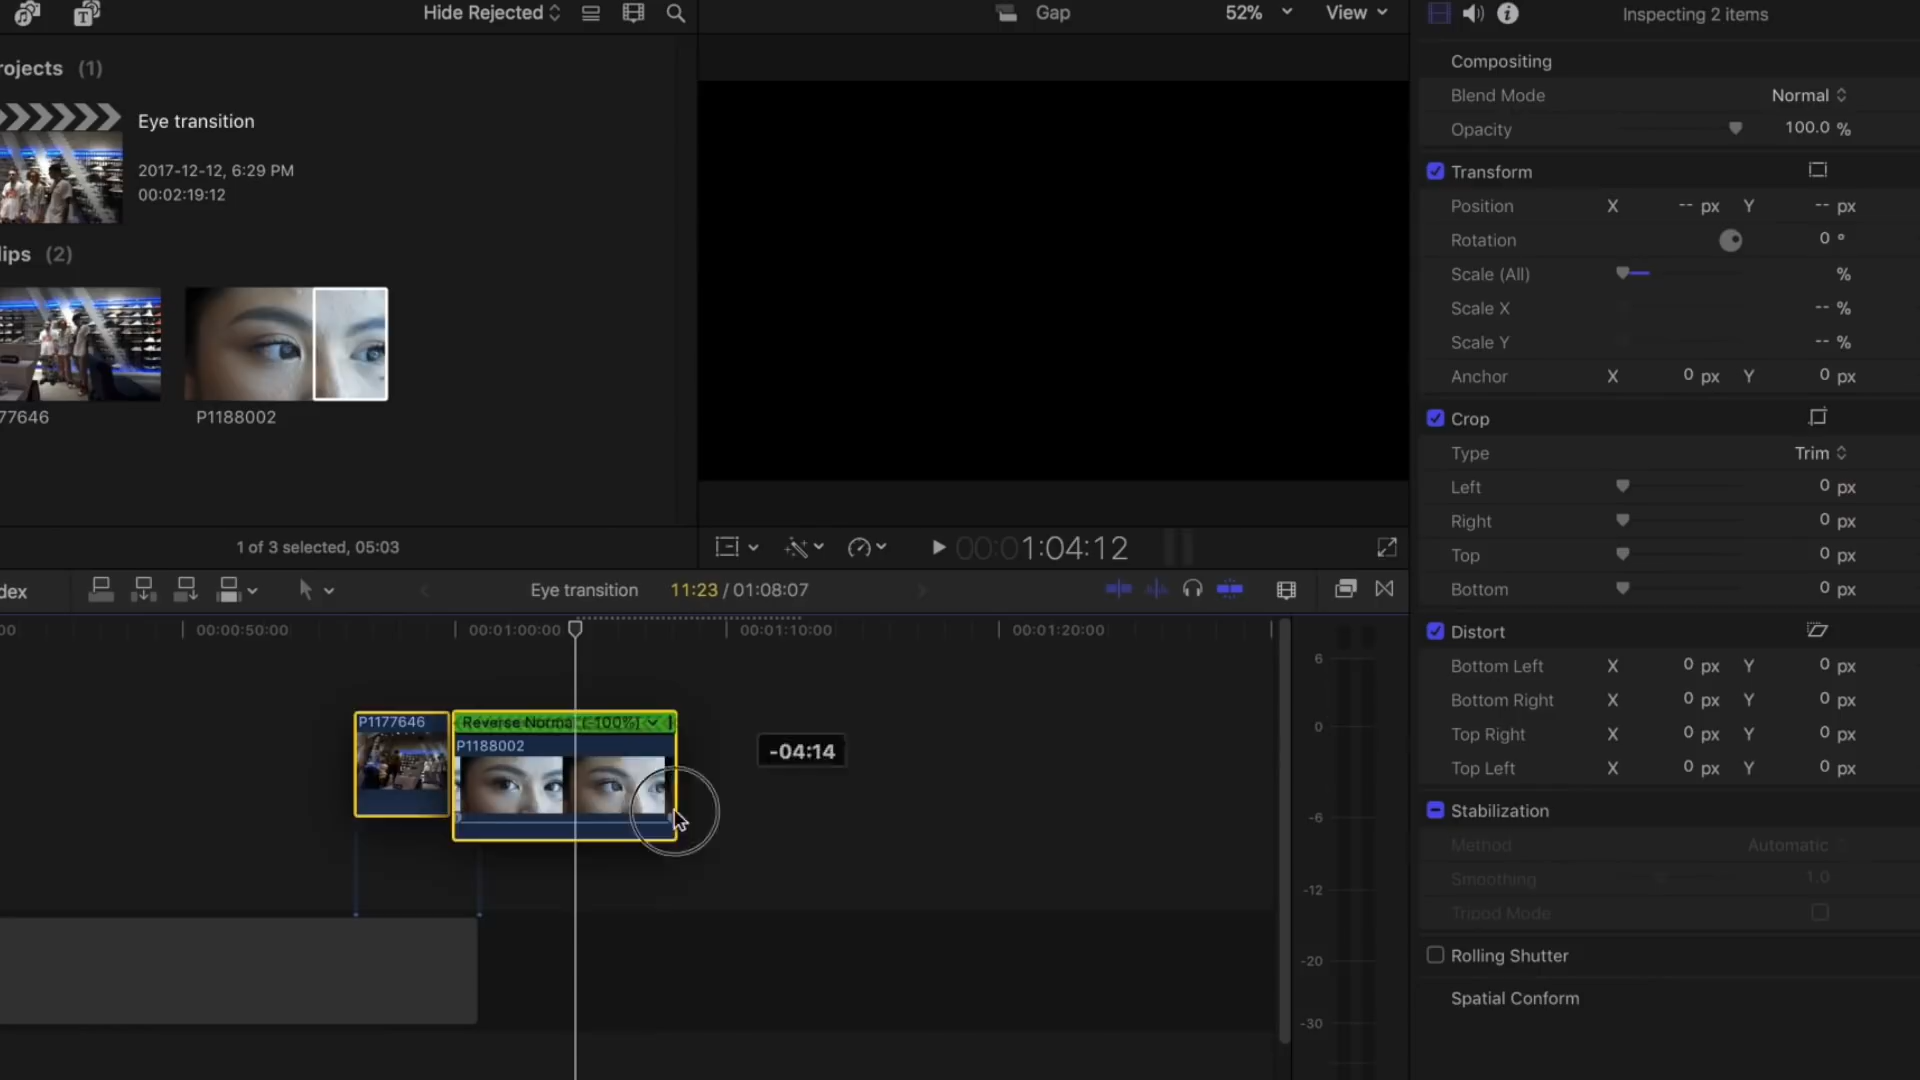 Hide Rejected
Gap
52%
View
Inspecting 2 items
rojects (1)
Eye transition
2017-12-12, 6:29 PM
00:02:19:12
lips (2)
77646
P1188002
1 of 3 selected, 05:03
00:01:04:12
dex
Eye transition
11:23 / 01:08:07
00
00:00:50:00
00:01:00:00
00:01:10:00
00:01:20:00
P1177646
Reverse Normal (-100%)
P1188002
-04:14
6
0
-6
-12
-20
-30
Compositing
Blend Mode Normal
Opacity 100.0 %
Transform
Position X -- px Y -- px
Rotation 0 °
Scale (All) %
Scale X -- %
Scale Y -- %
Anchor X 0 px Y 0 px
Crop
Type Trim
Left 0 px
Right 0 px
Top 0 px
Bottom 0 px
Distort
Bottom Left X 0 px Y 0 px
Bottom Right X 0 px Y 0 px
Top Right X 0 px Y 0 px
Top Left X 0 px Y 0 px
Stabilization
Method Automatic
Smoothing 1.0
Tripod Mode
Rolling Shutter
Spatial Conform